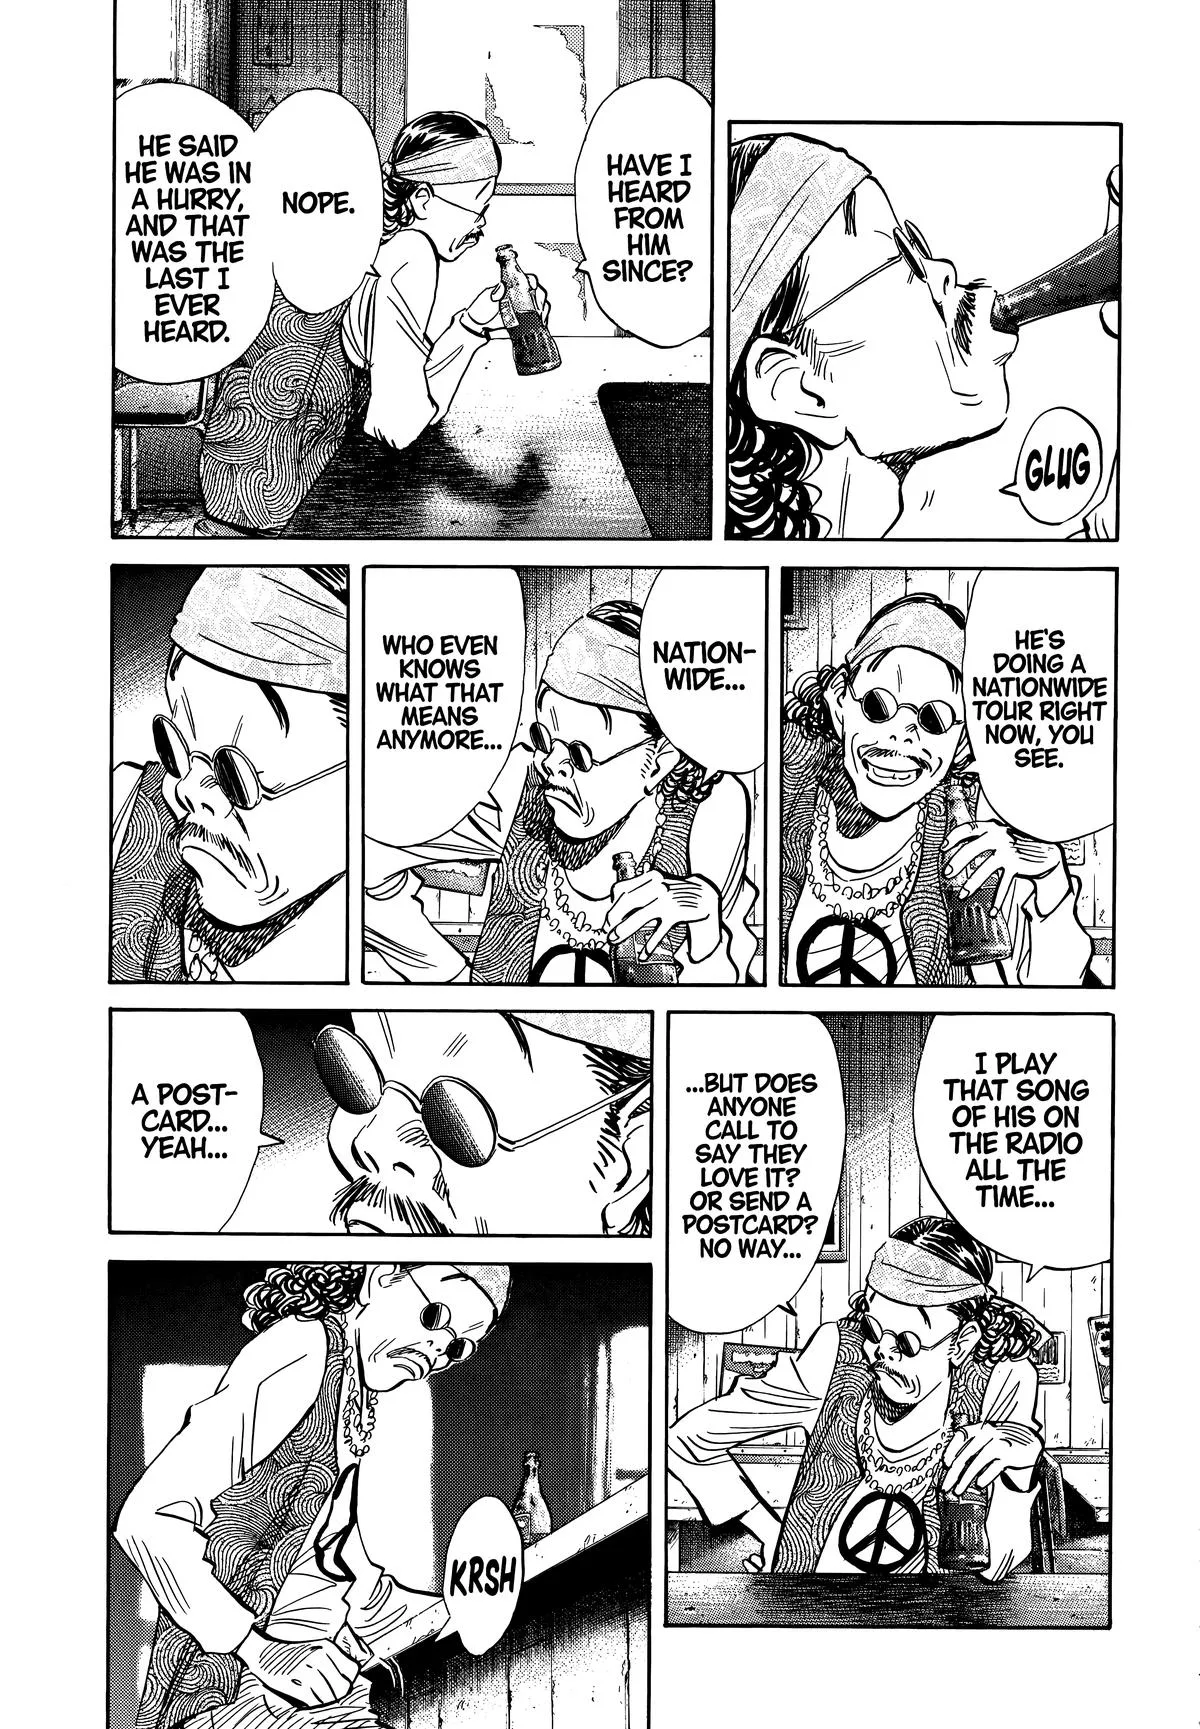 GLUG
HAVE I
HEARD
FROM
HIM
SINCE?
NOPE.
HE SAID
HE WAS IN
A HURRY,
AND THAT
WAS THE
LAST I
EVER
HEARD.
HE'S
DOING A
NATIONWIDE
TOUR RIGHT
NOW, YOU
SEE.
NATION-
WIDE...
WHO EVEN
KNOWS
WHAT THAT
MEANS
ANYMORE...
I PLAY
THAT SONG
OF HIS ON
THE RADIO
ALL THE
TIME...
...BUT DOES
ANYONE
CALL TO
SAY THEY
LOVE IT?
OR SEND A
POSTCARD?
NO WAY...
A POST-
CARD...
YEAH...
KRSH